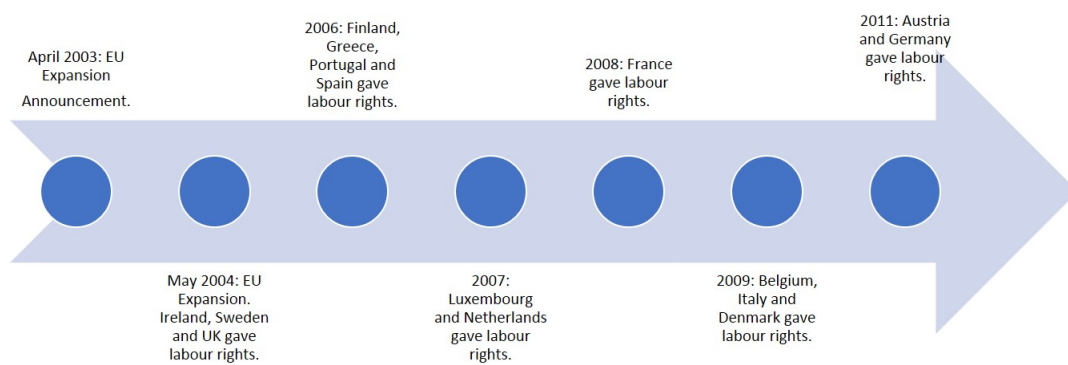 April 2003: EU
Expansion
Announcement.
May 2004: EU
Expansion.
Ireland, Sweden
and UK gave
labour rights.
2006: Finland,
Greece,
Portugal and
Spain gave
labour rights.
2007:
Luxembourg
and Netherlands
gave labour
rights.
2008: France
gave labour
rights.
2009: Belgium,
Italy and
Denmark gave
labour rights.
2011: Austria
and Germany
gave labour
rights.